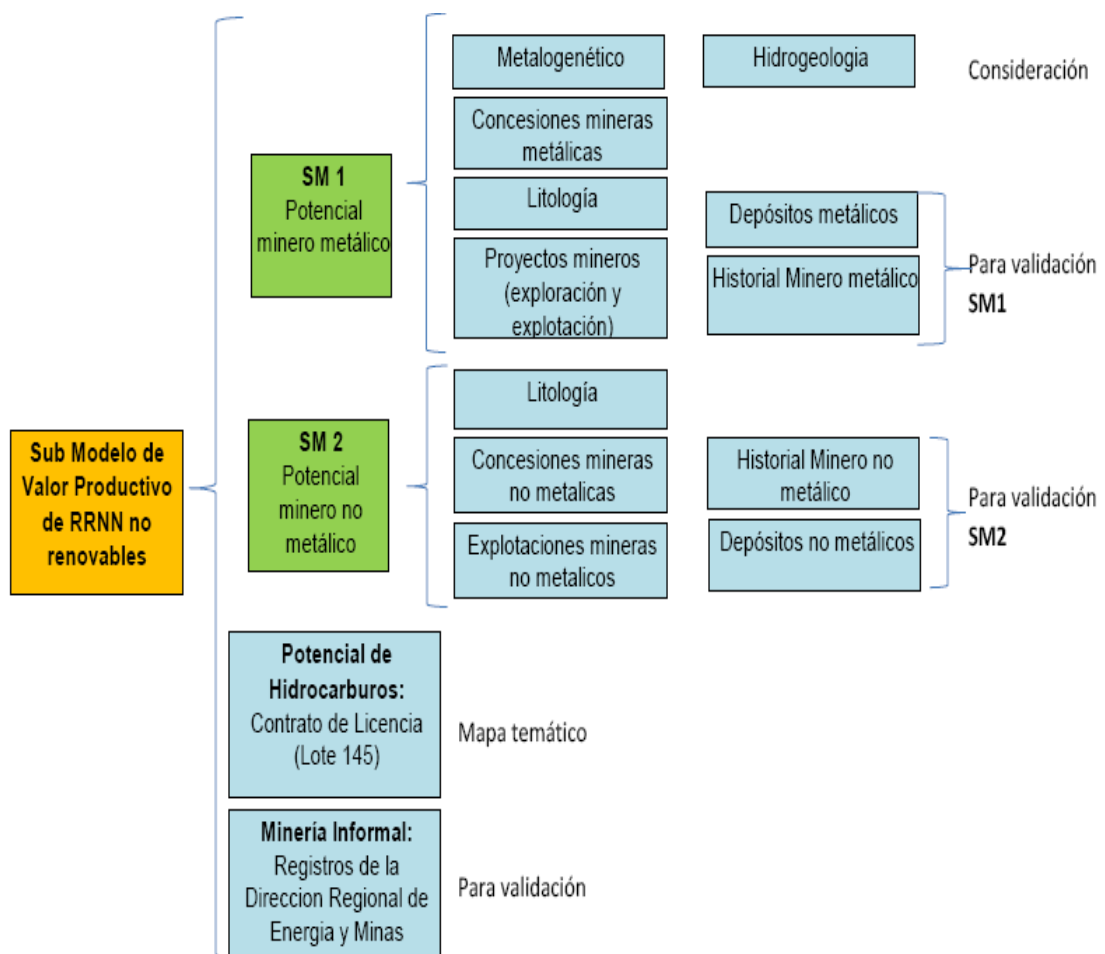 Sub Modelo de
Valor Productivo
de RRNN no
renovables
SM 1
Potencial
minero metálico
Metalogenético
Concesiones mineras
metálicas
Litología
Proyectos mineros
(exploración y
explotación)
Hidrogeologia
Consideración
Depósitos metálicos
Historial Minero metálico
Para validación
SM1
SM 2
Potencial
minero no
metálico
Litología
Concesiones mineras
no metalicas
Explotaciones mineras
no metalicos
Historial Minero no
metálico
Depósitos no metálicos
Para validación
SM2
Potencial de
Hidrocarburos:
Contrato de Licencia
(Lote 145)
Mapa temático
Minería Informal:
Registros de la
Direccion Regional de
Energia y Minas
Para validación